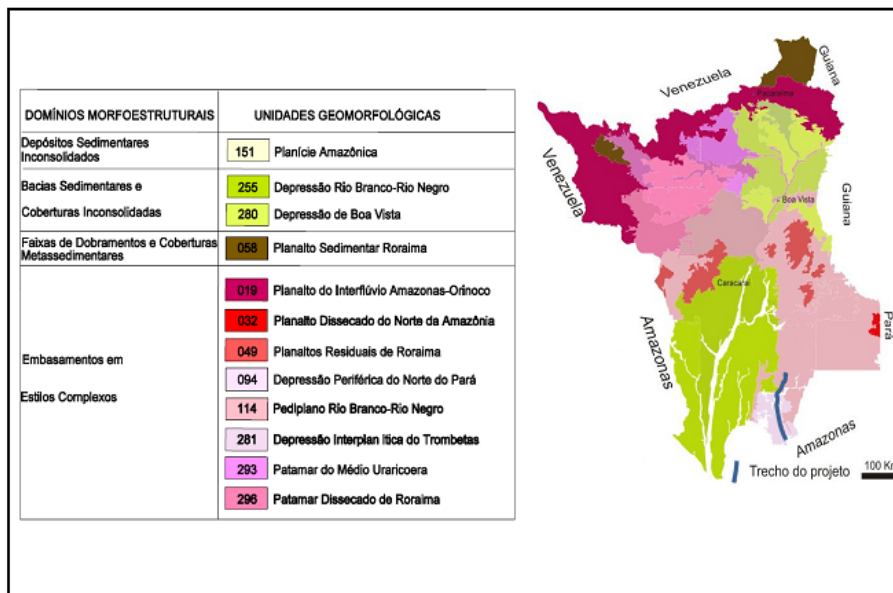 DOMÍNIOS MORFOESTRUTURAIS
UNIDADES GEOMORFOLÓGICAS
Depósitos Sedimentares
Inconsolidados
151 Planície Amazônica
Bacias Sedimentares e
Coberturas Inconsolidadas
255 Depressão Rio Branco-Rio Negro
280 Depressão de Boa Vista
Faixas de Dobramentos e Coberturas
Metassedimentares
058 Planalto Sedimentar Roraima
Embasamentos em
Estilos Complexos
019 Planalto do Interflúvio Amazonas-Orinoco
032 Planalto Dissecado do Norte da Amazônia
049 Planaltos Residuais de Roraima
094 Depressão Periférica do Norte do Pará
114 Pediplano Rio Branco-Rio Negro
281 Depressão Interplan ltica do Trombetas
293 Patamar do Médio Uraricoera
296 Patamar Dissecado de Roraima
Venezuela
Guiana
Pacaraima
Venezuela
Guiana
Boa Vista
Caracaraí
Pará
Amazonas
Amazonas
Trecho do projeto
100 Km